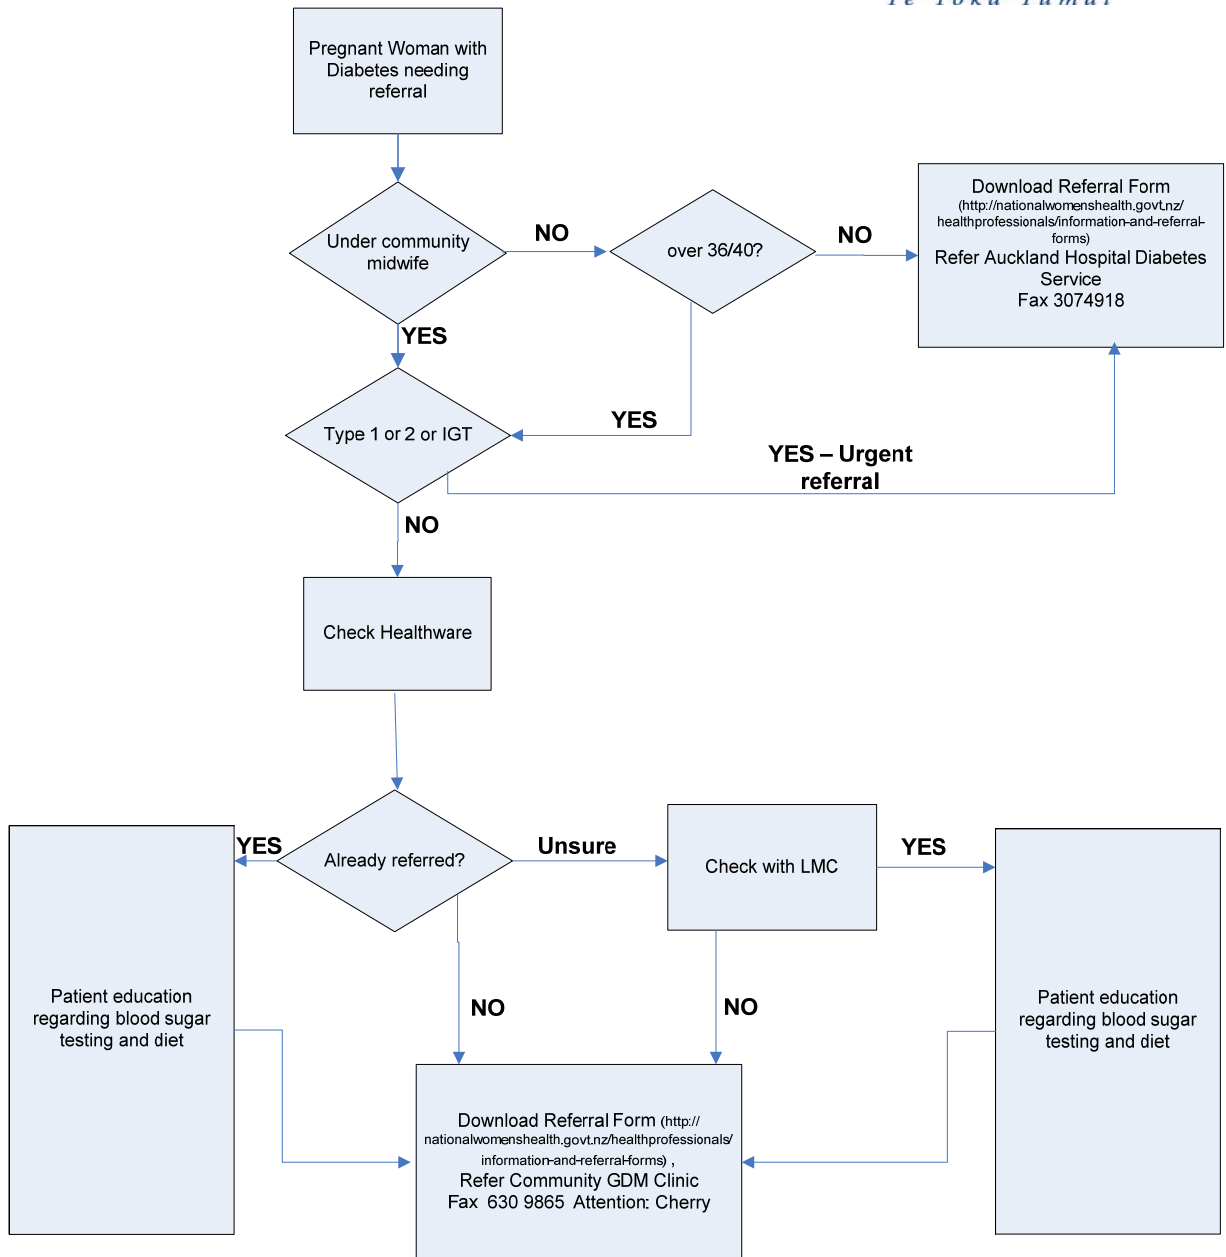 Te Toka Tumai
Pregnant Woman with
Diabetes needing
referral
Under community
midwife
NO
over 36/40?
NO
Download Referral Form
(http://nationalwomenshealth.govt.nz/
healthprofessionals/information-and-referral-
forms)
Refer Auckland Hospital Diabetes
Service
Fax 3074918
YES
Type 1 or 2 or IGT
YES
YES – Urgent
referral
NO
Check Healthware
YES
Already referred?
Unsure
Check with LMC
YES
Patient education
regarding blood sugar
testing and diet
NO
NO
Patient education
regarding blood sugar
testing and diet
Download Referral Form (http://
nationalwomenshealth.govt.nz/healthprofessionals/
information-and-referral-forms) ,
Refer Community GDM Clinic
Fax 630 9865 Attention: Cherry